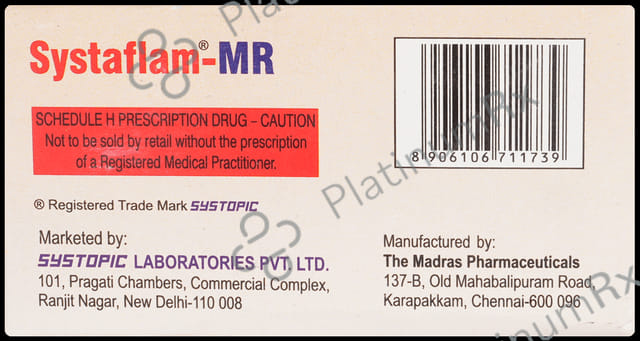 Systaflam®-MR
SCHEDULE H PRESCRIPTION DRUG – CAUTION
Not to be sold by retail without the prescription
of a Registered Medical Practitioner.
8 906106 711739
® Registered Trade Mark SYSTOPIC
Marketed by:
SYSTOPIC LABORATORIES PVT. LTD.
101, Pragati Chambers, Commercial Complex,
Ranjit Nagar, New Delhi-110 008
Manufactured by:
The Madras Pharmaceuticals
137-B, Old Mahabalipuram Road,
Karapakkam, Chennai-600 096
PlatinumRx
PlatinumRx